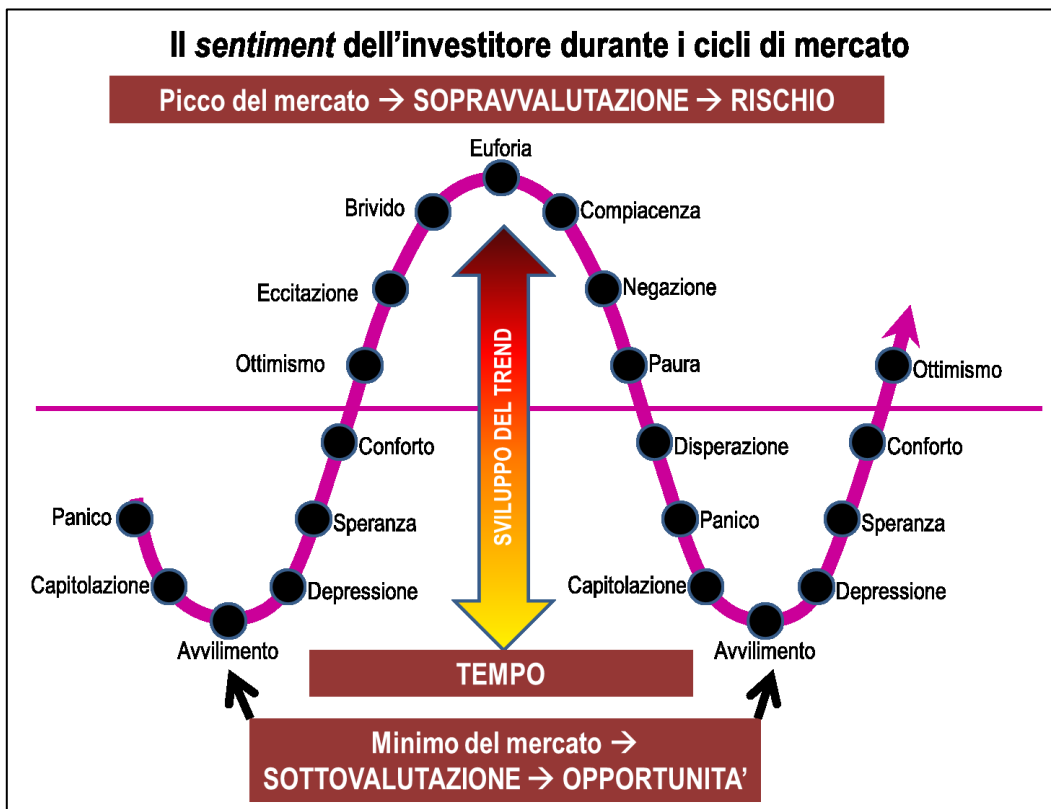 Il sentiment dell'investitore durante i cicli di mercato
Picco del mercato → SOPRAVVALUTAZIONE → RISCHIO
Euforia
Brivido
Compiacenza
Eccitazione
Negazione
Ottimismo
Paura
Ottimismo
SVILUPPO DEL TREND
Conforto
Disperazione
Conforto
Panico
Speranza
Panico
Speranza
Capitolazione
Depressione
Capitolazione
Depressione
Avvilimento
Avvilimento
TEMPO
Minimo del mercato →
SOTTOVALUTAZIONE → OPPORTUNITA'